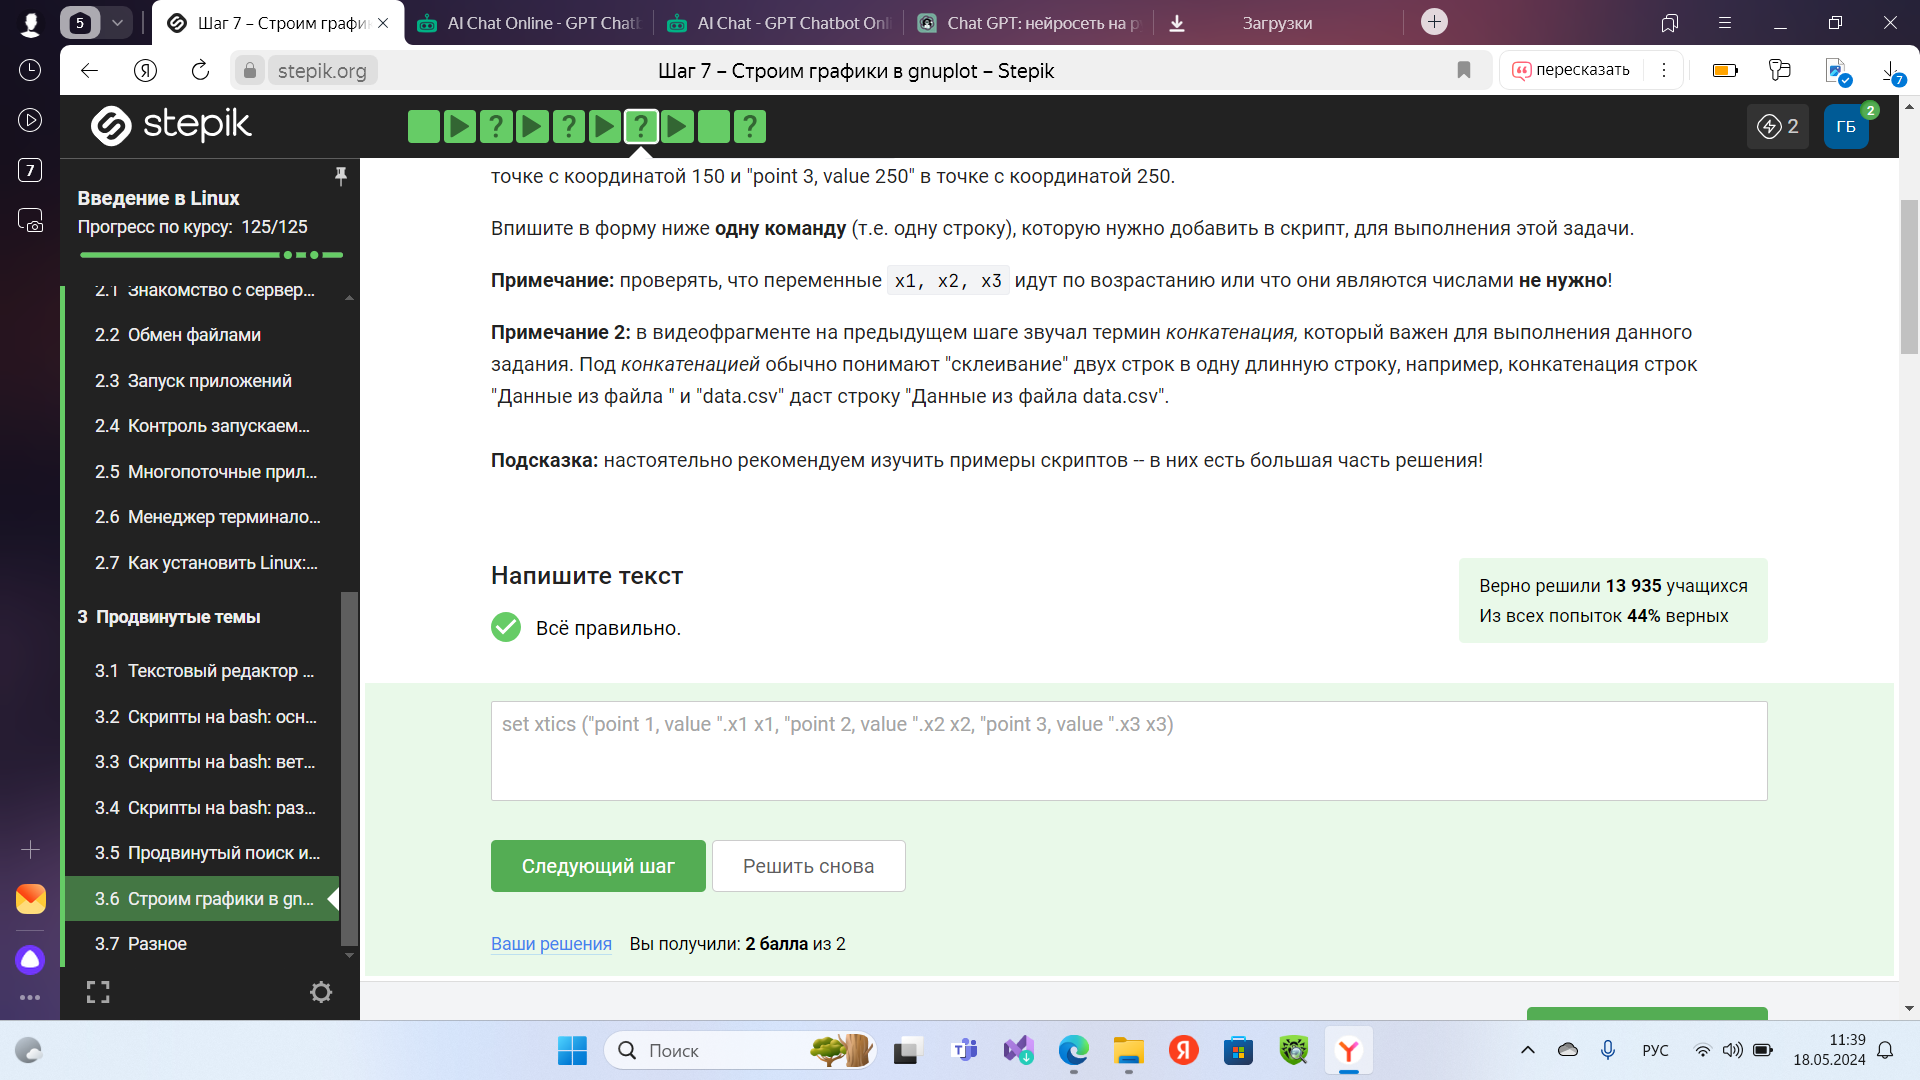 5
Шаг 7 – Строим графи
AI Chat Online - GPT Chatb
AI Chat - GPT Chatbot Onl
Chat GPT: нейросеть на р
Загрузки
stepik.org
Шаг 7 – Строим графики в gnuplot – Stepik
пересказать
7
stepik
2
ГБ
2
7
Введение в Linux
Прогресс по курсу: 125/125
2.1 Знакомство с сервер...
2.2 Обмен файлами
2.3 Запуск приложений
2.4 Контроль запускаем...
2.5 Многопоточные прил...
2.6 Менеджер терминало...
2.7 Как установить Linux:...
3 Продвинутые темы
3.1 Текстовый редактор ...
3.2 Скрипты на bash: осн...
3.3 Скрипты на bash: вет...
3.4 Скрипты на bash: раз...
3.5 Продвинутый поиск и...
3.6 Строим графики в gn...
3.7 Разное
точке с координатой 150 и "point 3, value 250" в точке с координатой 250.
Впишите в форму ниже одну команду (т.е. одну строку), которую нужно добавить в скрипт, для выполнения этой задачи.
Примечание: проверять, что переменные x1, x2, x3 идут по возрастанию или что они являются числами не нужно!
Примечание 2: в видеофрагменте на предыдущем шаге звучал термин конкатенация, который важен для выполнения данного
задания. Под конкатенацией обычно понимают "склеивание" двух строк в одну длинную строку, например, конкатенация строк
"Данные из файла " и "data.csv" даст строку "Данные из файла data.csv".
Подсказка: настоятельно рекомендуем изучить примеры скриптов -- в них есть большая часть решения!
Напишите текст
Всё правильно.
Верно решили 13 935 учащихся
Из всех попыток 44% верных
set xtics ("point 1, value ".x1 x1, "point 2, value ".x2 x2, "point 3, value ".x3 x3)
Следующий шаг
Решить снова
Ваши решения Вы получили: 2 балла из 2
Поиск
РУС
11:39
18.05.2024